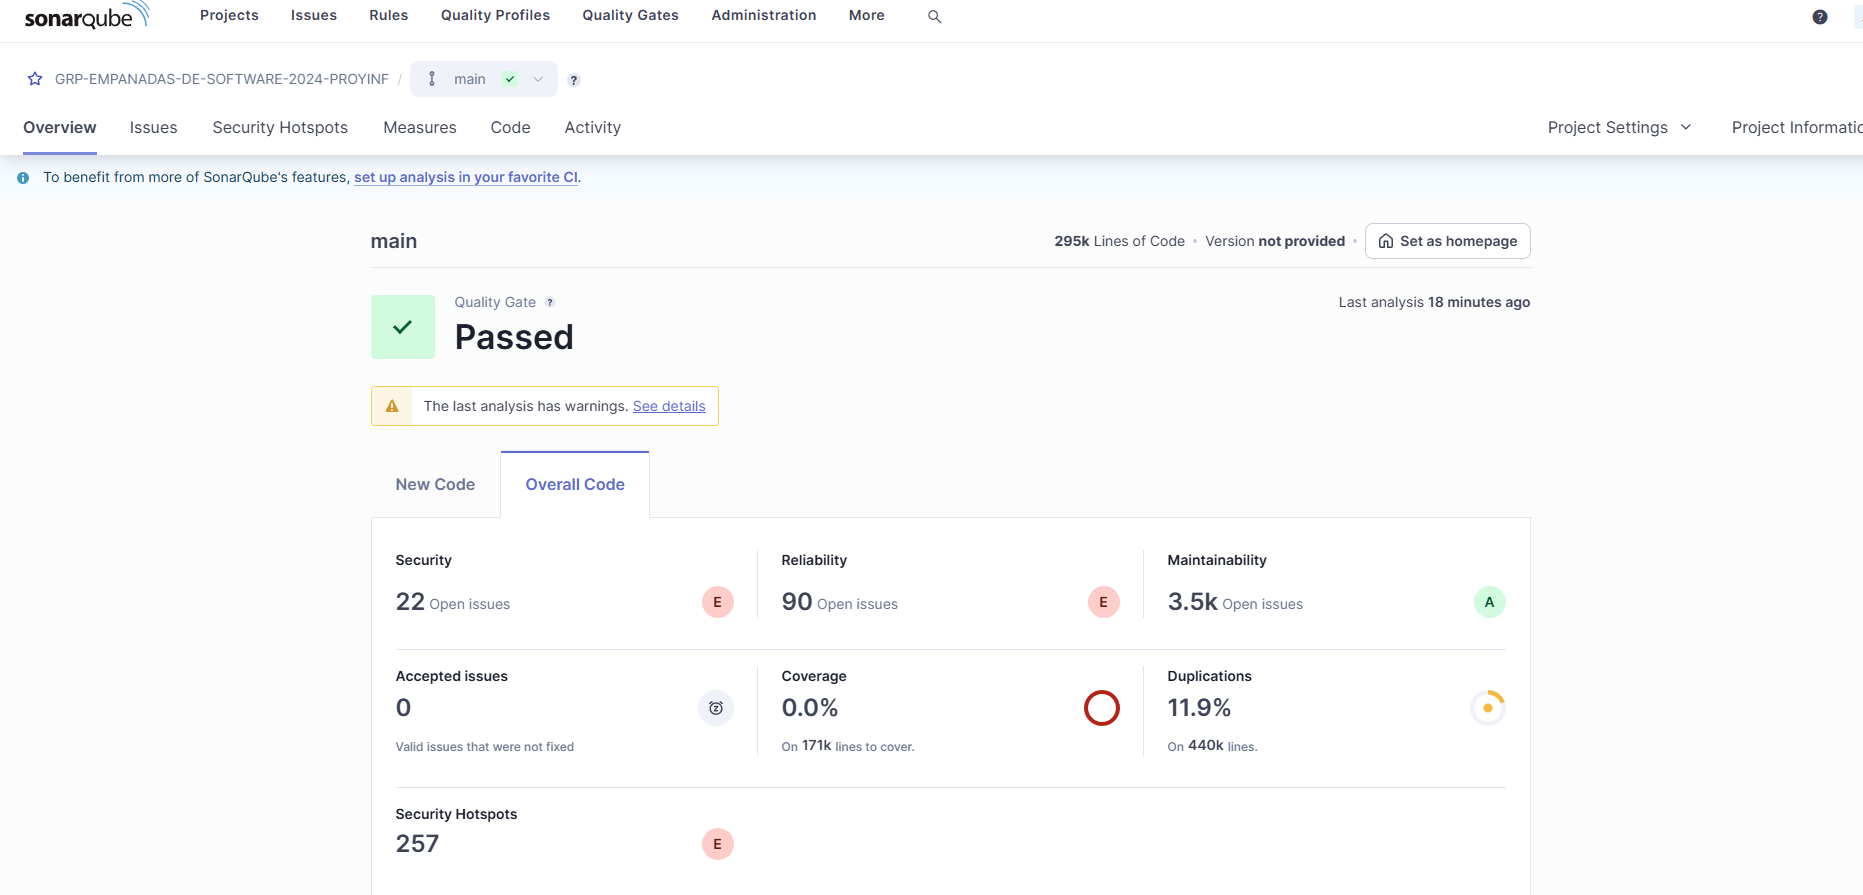 sonarqube Projects Issues Rules Quality Profiles Quality Gates Administration More ?
GRP-EMPANADAS-DE-SOFTWARE-2024-PROYINF / main ?
Overview Issues Security Hotspots Measures Code Activity Project Settings Project Informatio
To benefit from more of SonarQube's features, set up analysis in your favorite CI.
main 295k Lines of Code • Version not provided • Set as homepage
Quality Gate ? Last analysis 18 minutes ago
Passed
The last analysis has warnings. See details
New Code Overall Code
Security Reliability Maintainability
22 Open issues E 90 Open issues E 3.5k Open issues A
Accepted issues Coverage Duplications
0 0.0% 11.9%
Valid issues that were not fixed On 171k lines to cover. On 440k lines.
Security Hotspots
257 E